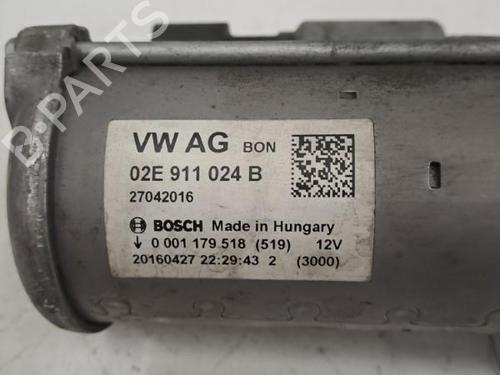 B-PARTS
VW AG BON
02E 911 024 B
27042016
BOSCH Made in Hungary
↓ 0 001 179 518 (519) 12V
20160427 22:29:43 2 (3000)